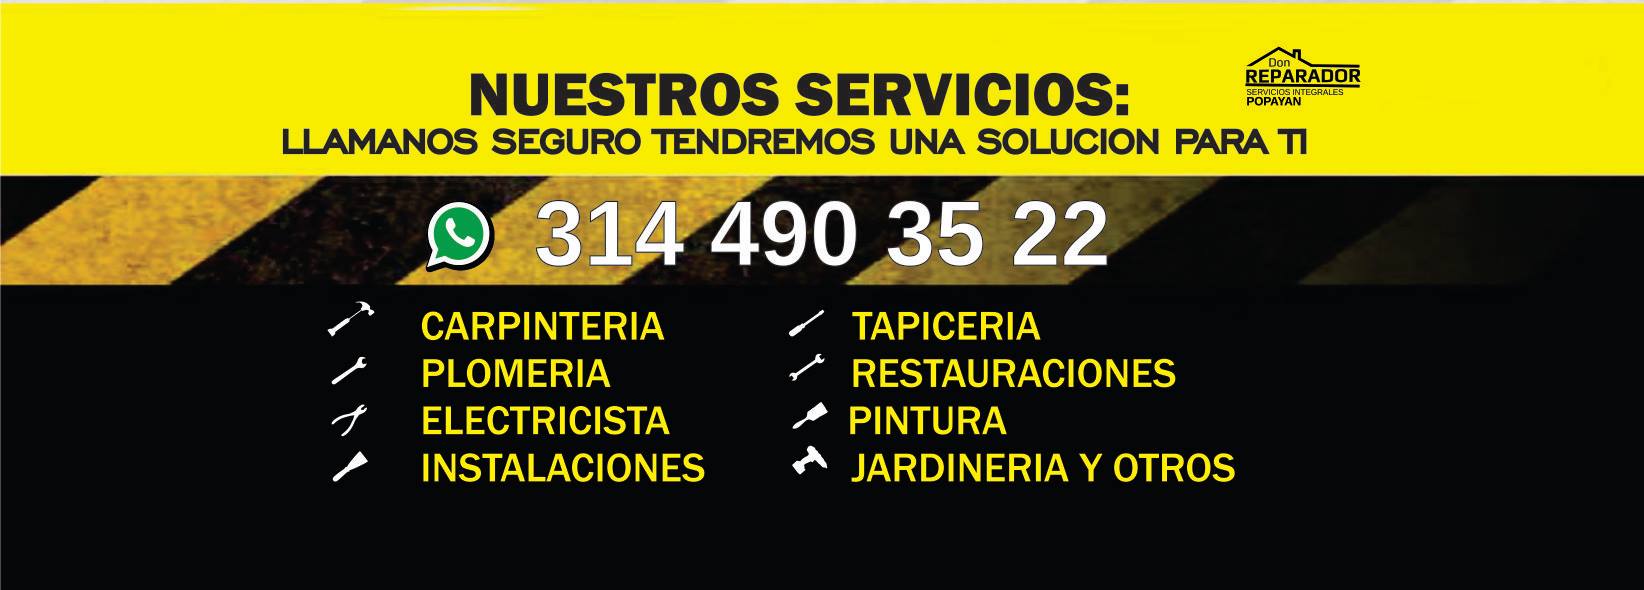 NUESTROS SERVICIOS:
LLAMANOS SEGURO TENDREMOS UNA SOLUCION PARA TI
Don
REPARADOR
SERVICIOS INTEGRALES
POPAYAN
314 490 35 22
CARPINTERIA
PLOMERIA
ELECTRICISTA
INSTALACIONES
TAPICERIA
RESTAURACIONES
PINTURA
JARDINERIA Y OTROS